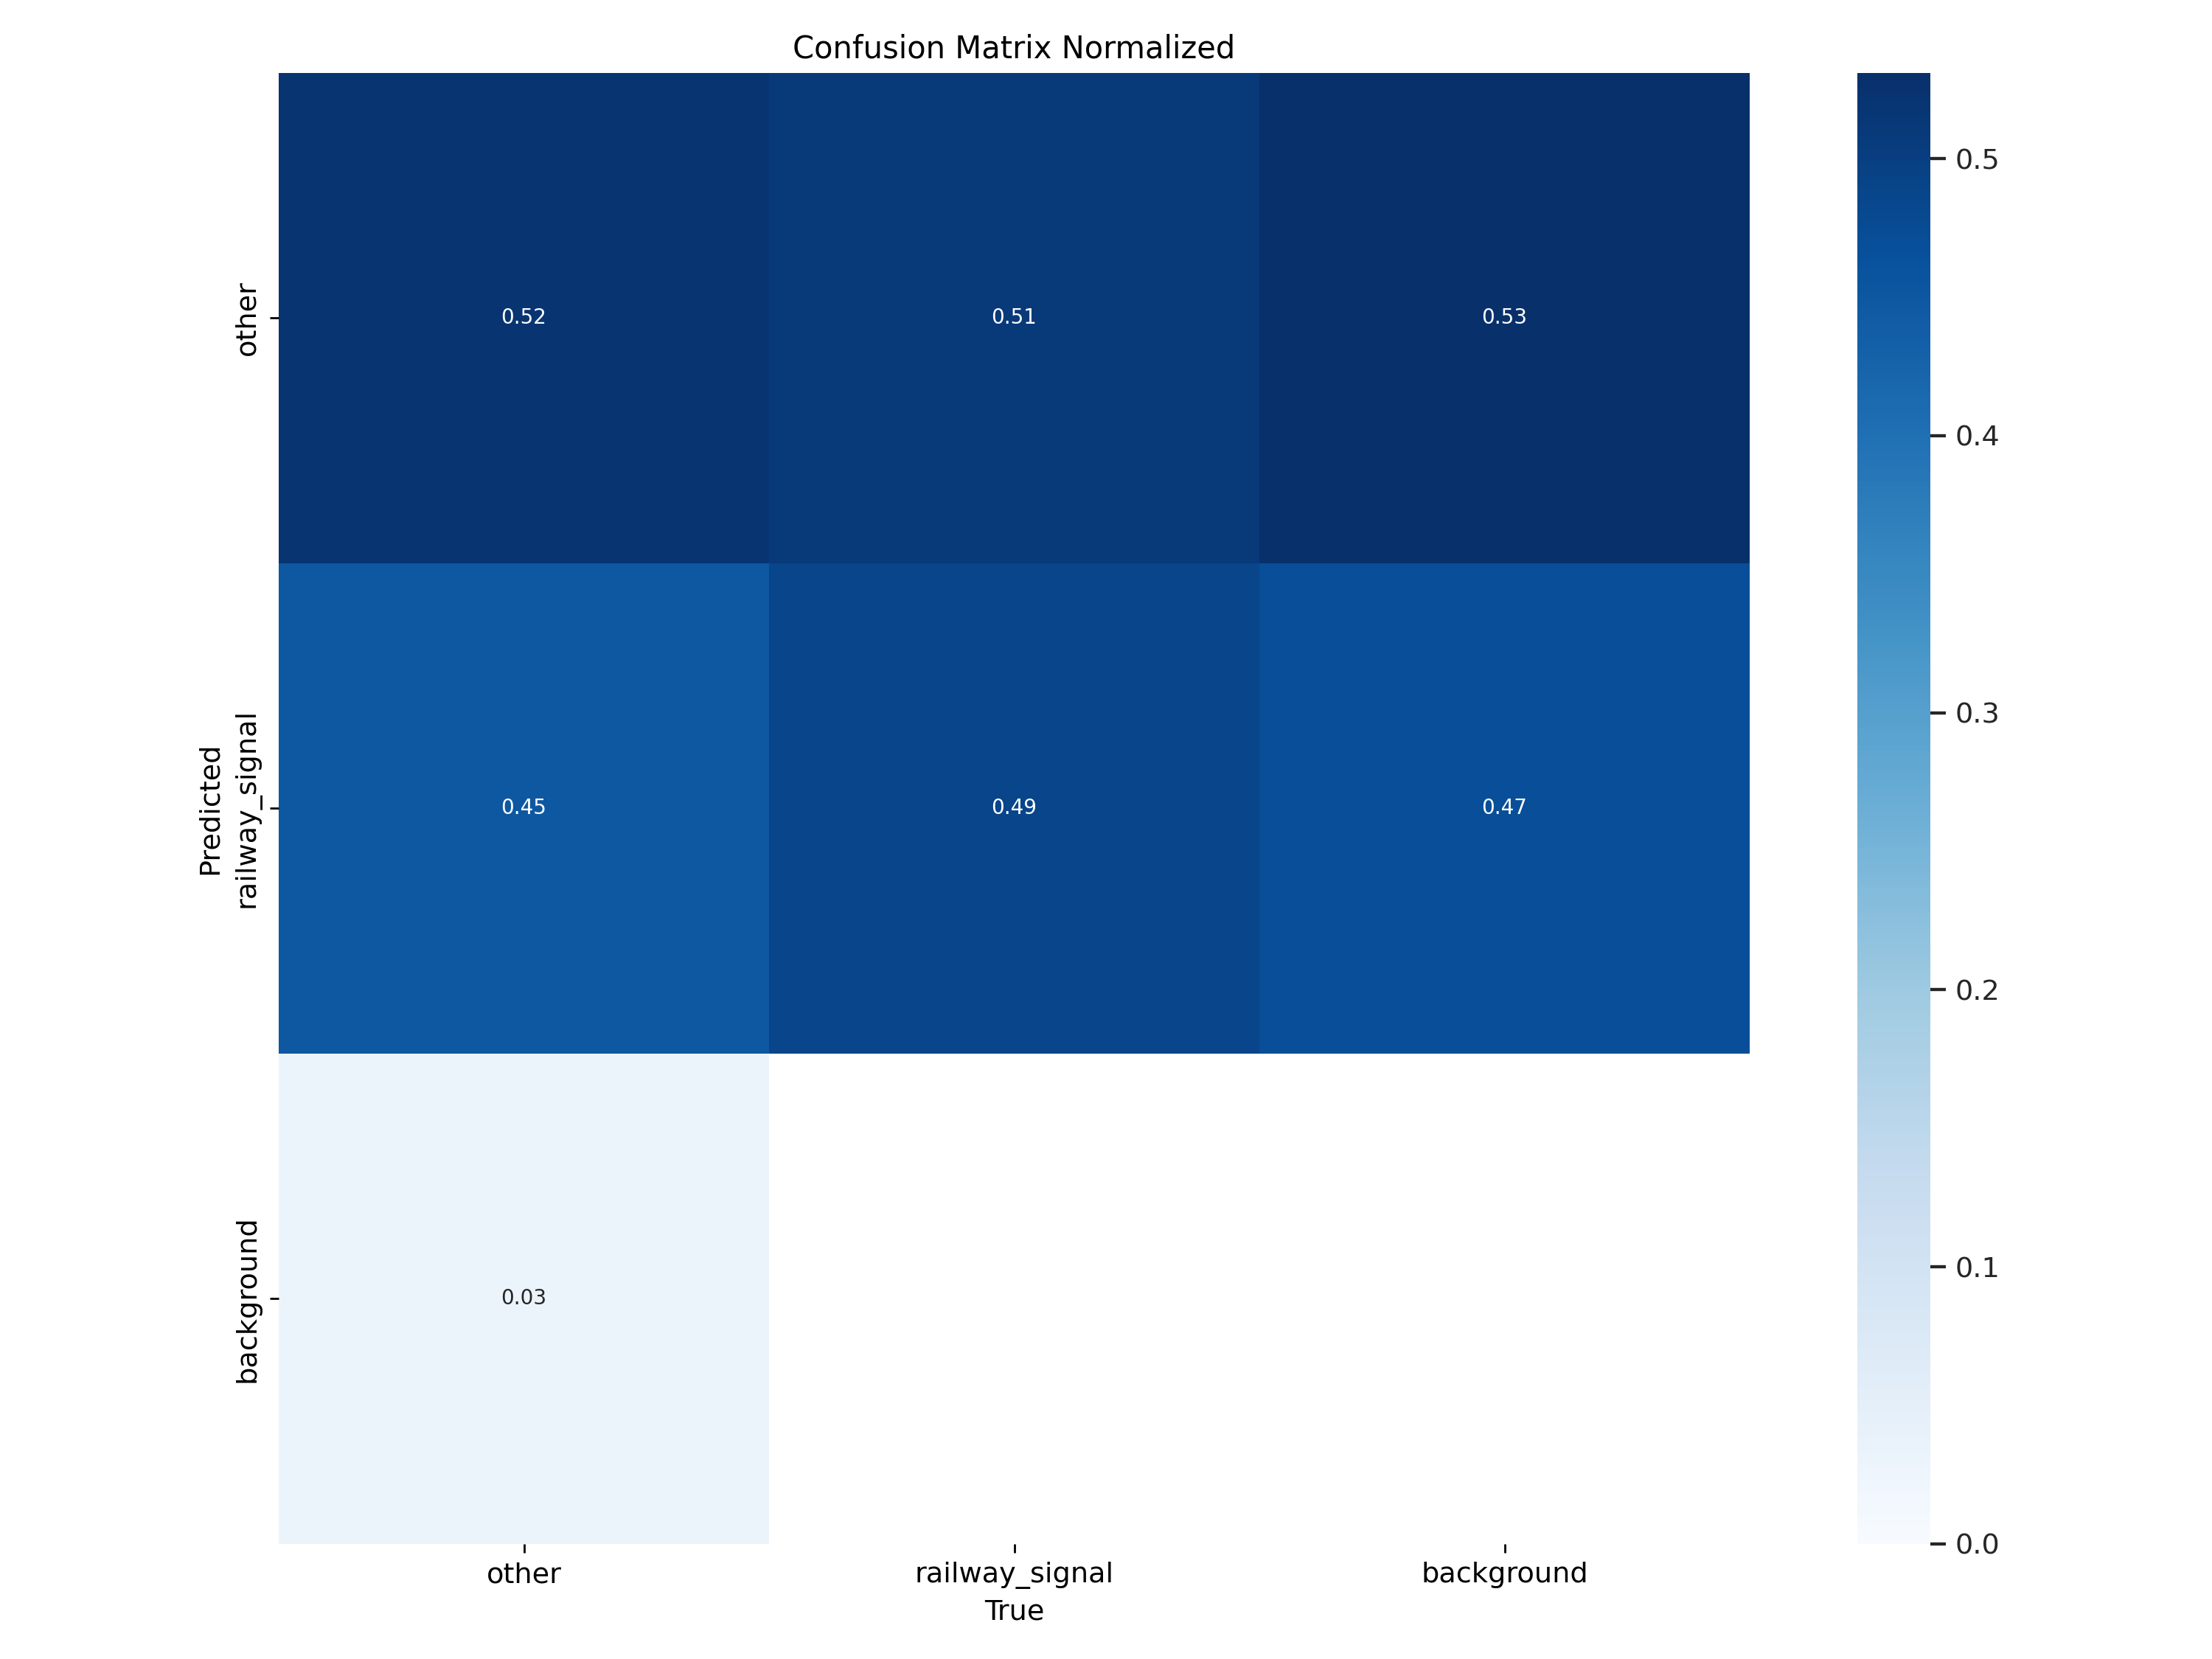 Confusion Matrix Normalized
other
0.52 0.51 0.53
Predicted
railway_signal
0.45 0.49 0.47
background
0.03
other railway_signal background
True
0.5
0.4
0.3
0.2
0.1
0.0